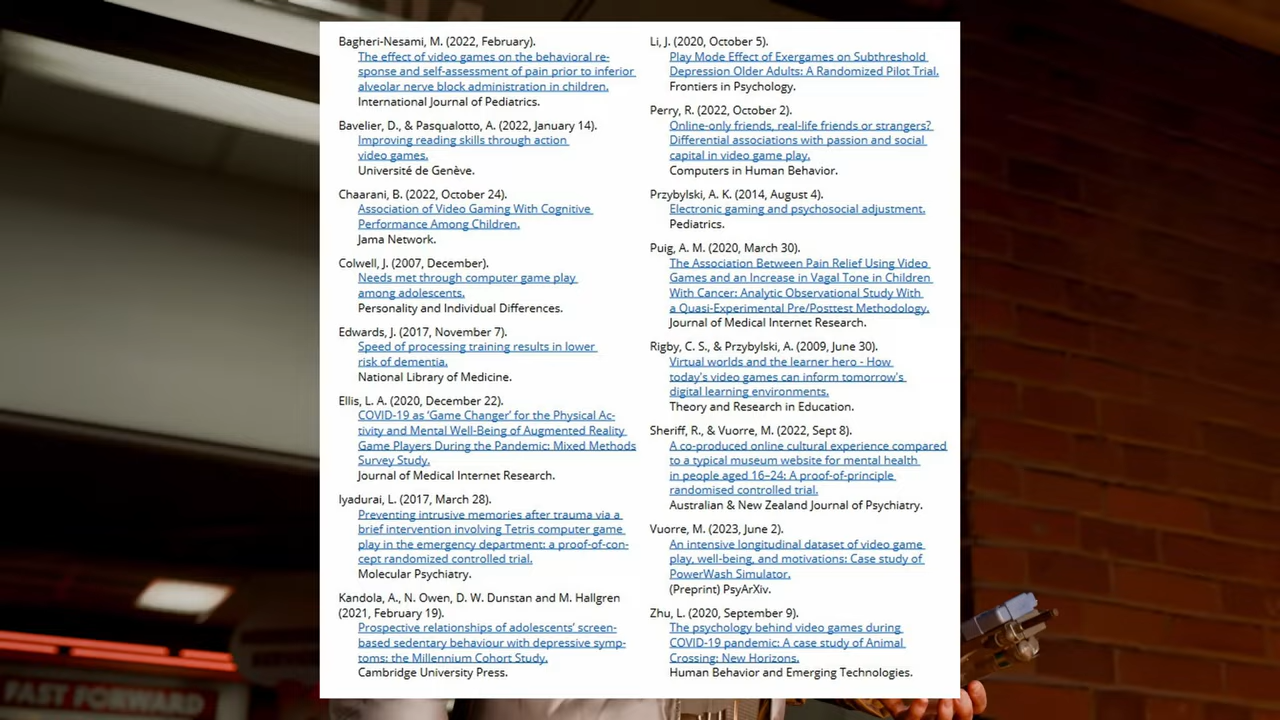 Bagheri-Nesami, M. (2022, February).
The effect of video games on the behavioral re-
sponse and self-assessment of pain prior to inferior
alveolar nerve block administration in children.
International Journal of Pediatrics.
Bavelier, D., & Pasqualotto, A. (2022, January 14).
Improving reading skills through action
video games.
Université de Genève.
Chaarani, B. (2022, October 24).
Association of Video Gaming With Cognitive
Performance Among Children.
Jama Network.
Colwell, J. (2007, December).
Needs met through computer game play
among adolescents.
Personality and Individual Differences.
Edwards, J. (2017, November 7).
Speed of processing training results in lower
risk of dementia.
National Library of Medicine.
Ellis, L. A. (2020, December 22).
COVID-19 as ‘Game Changer’ for the Physical Ac-
tivity and Mental Well-Being of Augmented Reality
Game Players During the Pandemic: Mixed Methods
Survey Study.
Journal of Medical Internet Research.
Iyadurai, L. (2017, March 28).
Preventing intrusive memories after trauma via a
brief intervention involving Tetris computer game
play in the emergency department: a proof-of-con-
cept randomized controlled trial.
Molecular Psychiatry.
Kandola, A., N. Owen, D. W. Dunstan and M. Hallgren
(2021, February 19).
Prospective relationships of adolescents’ screen-
based sedentary behaviour with depressive symp-
toms: the Millennium Cohort Study.
Cambridge University Press.
Li, J. (2020, October 5).
Play Mode Effect of Exergames on Subthreshold
Depression Older Adults: A Randomized Pilot Trial.
Frontiers in Psychology.
Perry, R. (2022, October 2).
Online-only friends, real-life friends or strangers?
Differential associations with passion and social
capital in video game play.
Computers in Human Behavior.
Przybylski, A. K. (2014, August 4).
Electronic gaming and psychosocial adjustment.
Pediatrics.
Puig, A. M. (2020, March 30).
The Association Between Pain Relief Using Video
Games and an Increase in Vagal Tone in Children
With Cancer: Analytic Observational Study With
a Quasi-Experimental Pre/Posttest Methodology.
Journal of Medical Internet Research.
Rigby, C. S., & Przybylski, A. (2009, June 30).
Virtual worlds and the learner hero - How
today's video games can inform tomorrow's
digital learning environments.
Theory and Research in Education.
Sheriff, R., & Vuorre, M. (2022, Sept 8).
A co-produced online cultural experience compared
to a typical museum website for mental health
in people aged 16–24: A proof-of-principle
randomised controlled trial.
Australian & New Zealand Journal of Psychiatry.
Vuorre, M. (2023, June 2).
An intensive longitudinal dataset of video game
play, well-being, and motivations: Case study of
PowerWash Simulator.
(Preprint) PsyArXiv.
Zhu, L. (2020, September 9).
The psychology behind video games during
COVID-19 pandemic: A case study of Animal
Crossing: New Horizons.
Human Behavior and Emerging Technologies.
FAST FORWARD